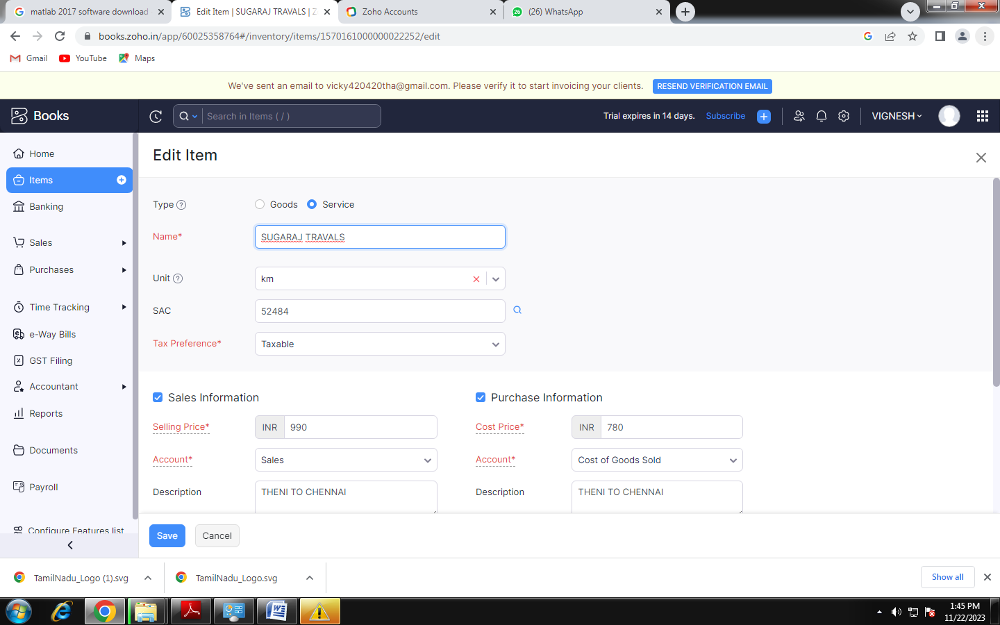 matlab 2017 software download
Edit Item | SUGARAJ TRAVALS | Z
Zoho Accounts
(26) WhatsApp
books.zoho.in/app/60025358764#/inventory/items/1570161000000022252/edit
Gmail
YouTube
Maps
We've sent an email to vicky420420tha@gmail.com. Please verify it to start invoicing your clients.
RESEND VERIFICATION EMAIL
Books
Search in Items ( / )
Trial expires in 14 days.
Subscribe
VIGNESH
Home
Items
Banking
Sales
Purchases
Time Tracking
e-Way Bills
GST Filing
Accountant
Reports
Documents
Payroll
Configure Features list
Edit Item
Type
Goods
Service
Name*
SUGARAJ TRAVALS
Unit
km
SAC
52484
Tax Preference*
Taxable
Sales Information
Selling Price*
INR
990
Account*
Sales
Description
THENI TO CHENNAI
Purchase Information
Cost Price*
INR
780
Account*
Cost of Goods Sold
Description
THENI TO CHENNAI
Save
Cancel
TamilNadu_Logo (1).svg
TamilNadu_Logo.svg
Show all
1:45 PM
11/22/2023